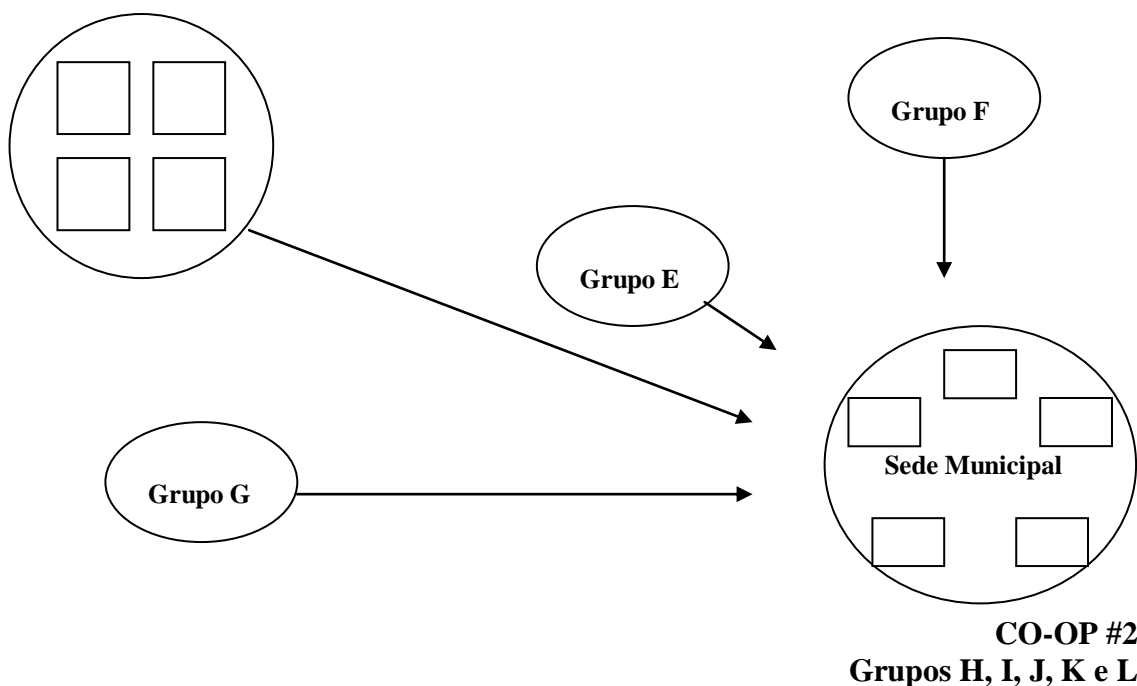 Grupo F
Grupo E
Sede Municipal
Grupo G
CO-OP #2
Grupos H, I, J, K e L